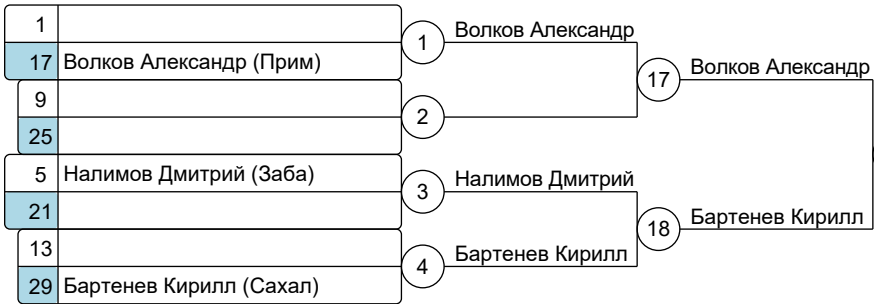 1
Волков Александр
1
17 Волков Александр (Прим)
Волков Александр
17
9
2
25
5 Налимов Дмитрий (Заба)
Налимов Дмитрий
3
21
Бартенев Кирилл
18
13
Бартенев Кирилл
4
29 Бартенев Кирилл (Сахал)